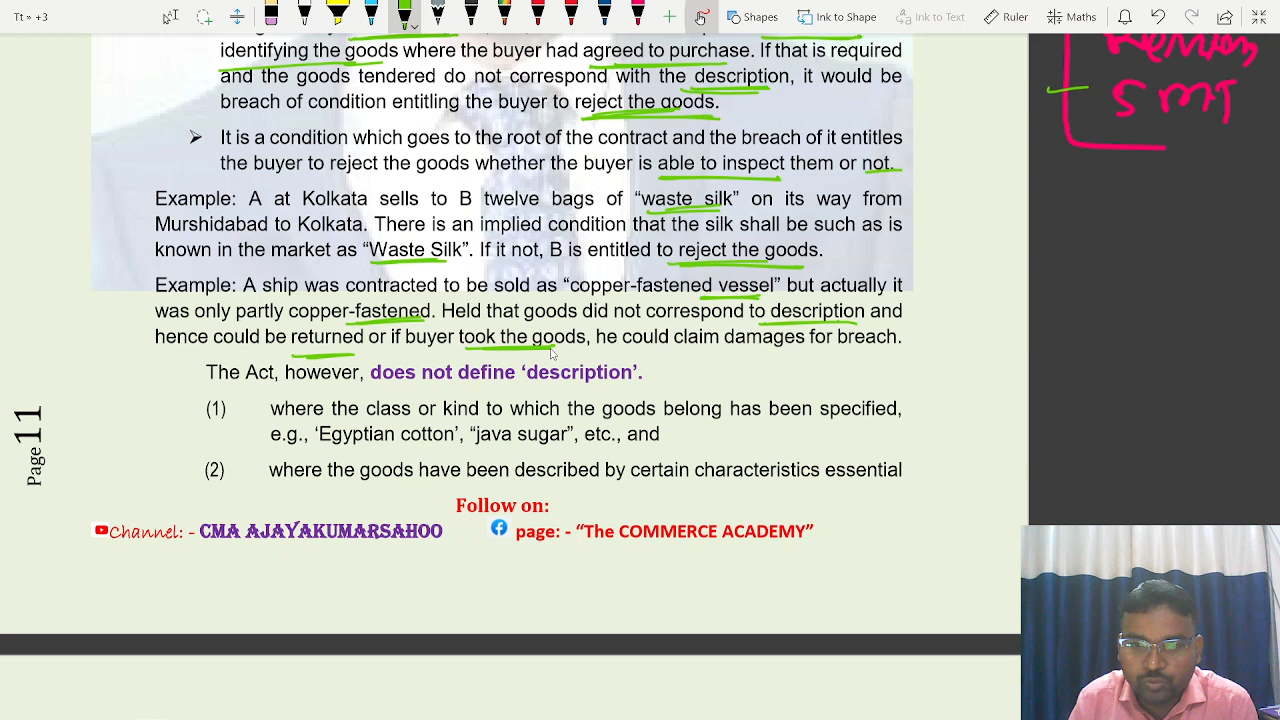 Shapes Ink to Shape Ink to Text Ruler Maths
identifying the goods where the buyer had agreed to purchase. If that is required
and the goods tendered do not correspond with the description, it would be
breach of condition entitling the buyer to reject the goods.
➤ It is a condition which goes to the root of the contract and the breach of it entitles
the buyer to reject the goods whether the buyer is able to inspect them or not.
Example: A at Kolkata sells to B twelve bags of “waste silk” on its way from
Murshidabad to Kolkata. There is an implied condition that the silk shall be such as is
known in the market as “Waste Silk”. If it not, B is entitled to reject the goods.
Example: A ship was contracted to be sold as “copper-fastened vessel” but actually it
was only partly copper-fastened. Held that goods did not correspond to description and
hence could be returned or if buyer took the goods, he could claim damages for breach.
The Act, however, does not define ‘description’.
(1) where the class or kind to which the goods belong has been specified,
e.g., ‘Egyptian cotton’, “java sugar”, etc., and
(2) where the goods have been described by certain characteristics essential
Page 11
Follow on:
Channel: - CMA AJAYAKUMARSAHOO page: - “The COMMERCE ACADEMY”